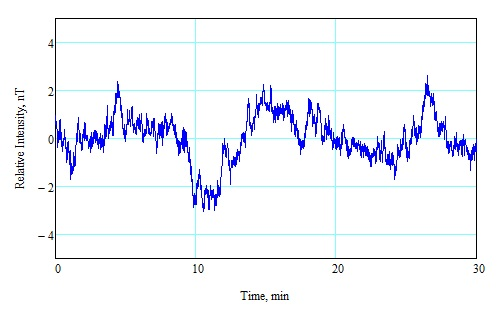 Relative Intensity, nT
4
2
0
− 2
− 4
0 10 20 30
Time, min